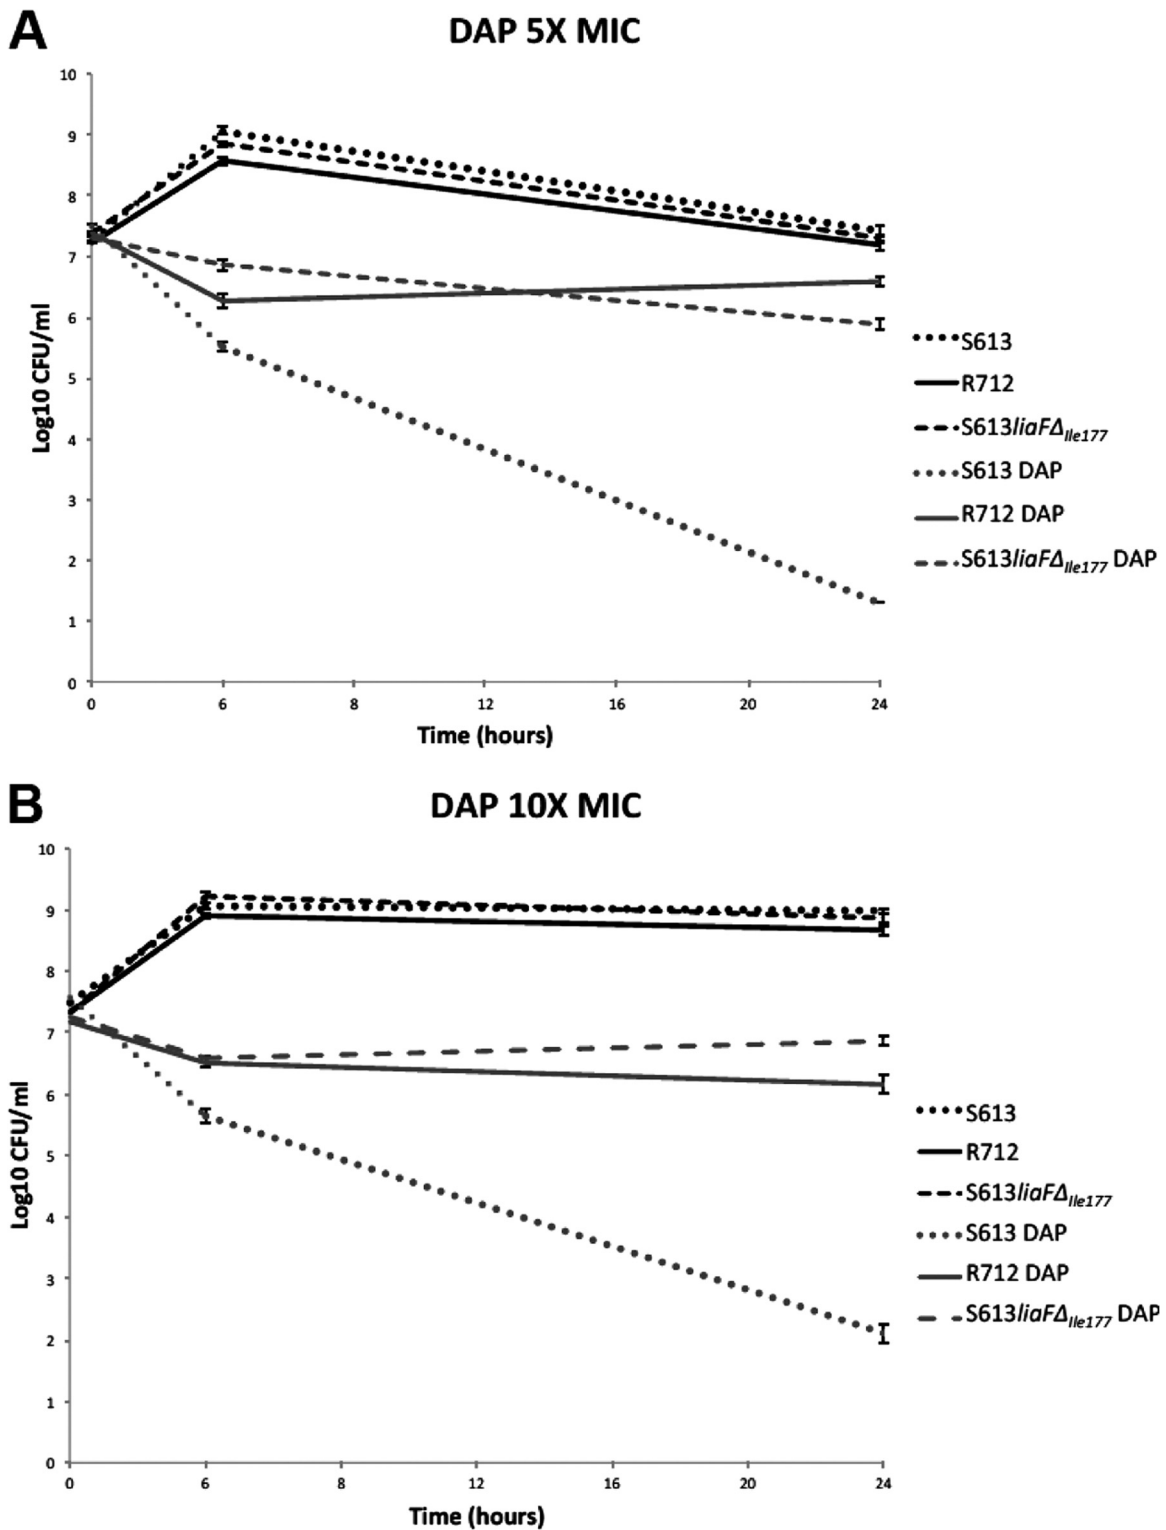 A
DAP 5X MIC
10
9
8
7
6
5
4
3
2
1
0
Log10 CFU/ml
0 6 8 12 16 20 24
Time (hours)
S613
R712
S613liaFΔIle177
S613 DAP
R712 DAP
S613liaFΔIle177 DAP
B
DAP 10X MIC
10
9
8
7
6
5
4
3
2
1
0
Log10 CFU/ml
0 6 8 12 16 20 24
Time (hours)
S613
R712
S613liaFΔIle177
S613 DAP
R712 DAP
S613liaFΔIle177 DAP